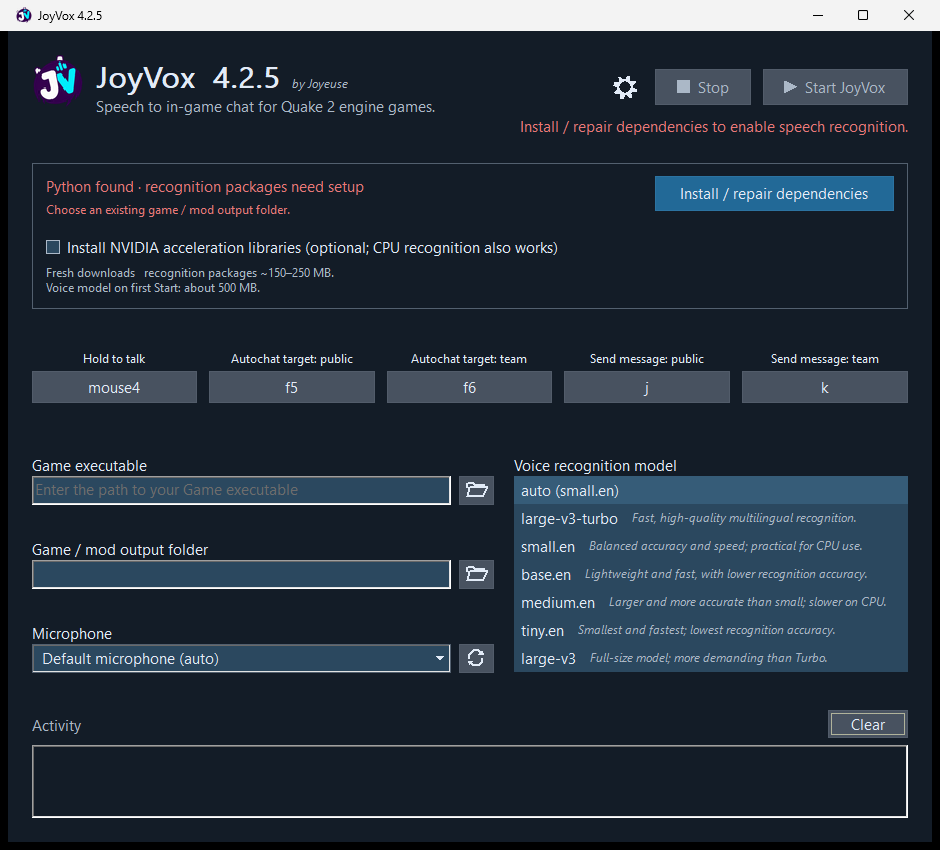 JoyVox 4.2.5
JV
JoyVox 4.2.5 by Joyeuse
Speech to in-game chat for Quake 2 engine games.
Stop
Start JoyVox
Install / repair dependencies to enable speech recognition.
Python found · recognition packages need setup
Choose an existing game / mod output folder.
Install / repair dependencies
Install NVIDIA acceleration libraries (optional; CPU recognition also works)
Fresh downloads recognition packages ~150–250 MB.
Voice model on first Start: about 500 MB.
Hold to talk
Autochat target: public
Autochat target: team
Send message: public
Send message: team
mouse4
f5
f6
j
k
Game executable
Enter the path to your Game executable
Game / mod output folder
Microphone
Default microphone (auto)
Voice recognition model
auto (small.en)
large-v3-turbo Fast, high-quality multilingual recognition.
small.en Balanced accuracy and speed; practical for CPU use.
base.en Lightweight and fast, with lower recognition accuracy.
medium.en Larger and more accurate than small; slower on CPU.
tiny.en Smallest and fastest; lowest recognition accuracy.
large-v3 Full-size model; more demanding than Turbo.
Activity
Clear